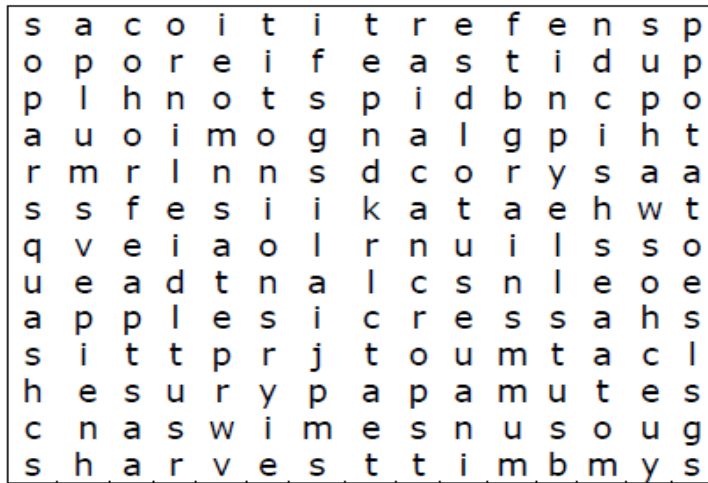 s a c o i t i t r e f e n s p
o p o r e i f e a s t i d u p
p l h n o t s p i d b n c p o
a u o i m o g n a l g p i h t
r m r l n n s d c o r y s a a
s s f e s i i k a t a e h w t
q v e i a o l r n u i l s s o
u e a d t n a l c s n l e o e
a p p l e s i c r e s s a h s
s i t t p r j t o u m t a c l
h e s u r y p a p a m u t e s
c n a s w i m e s n u s o u g
s h a r v e s t t i m b m y s